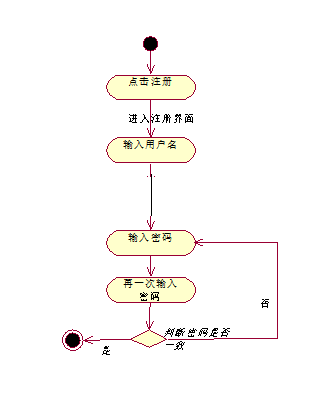 点击注册
进入注册界面
输入用户名
输入密码
再一次输入
密码
否
判断密码是否
一致
是